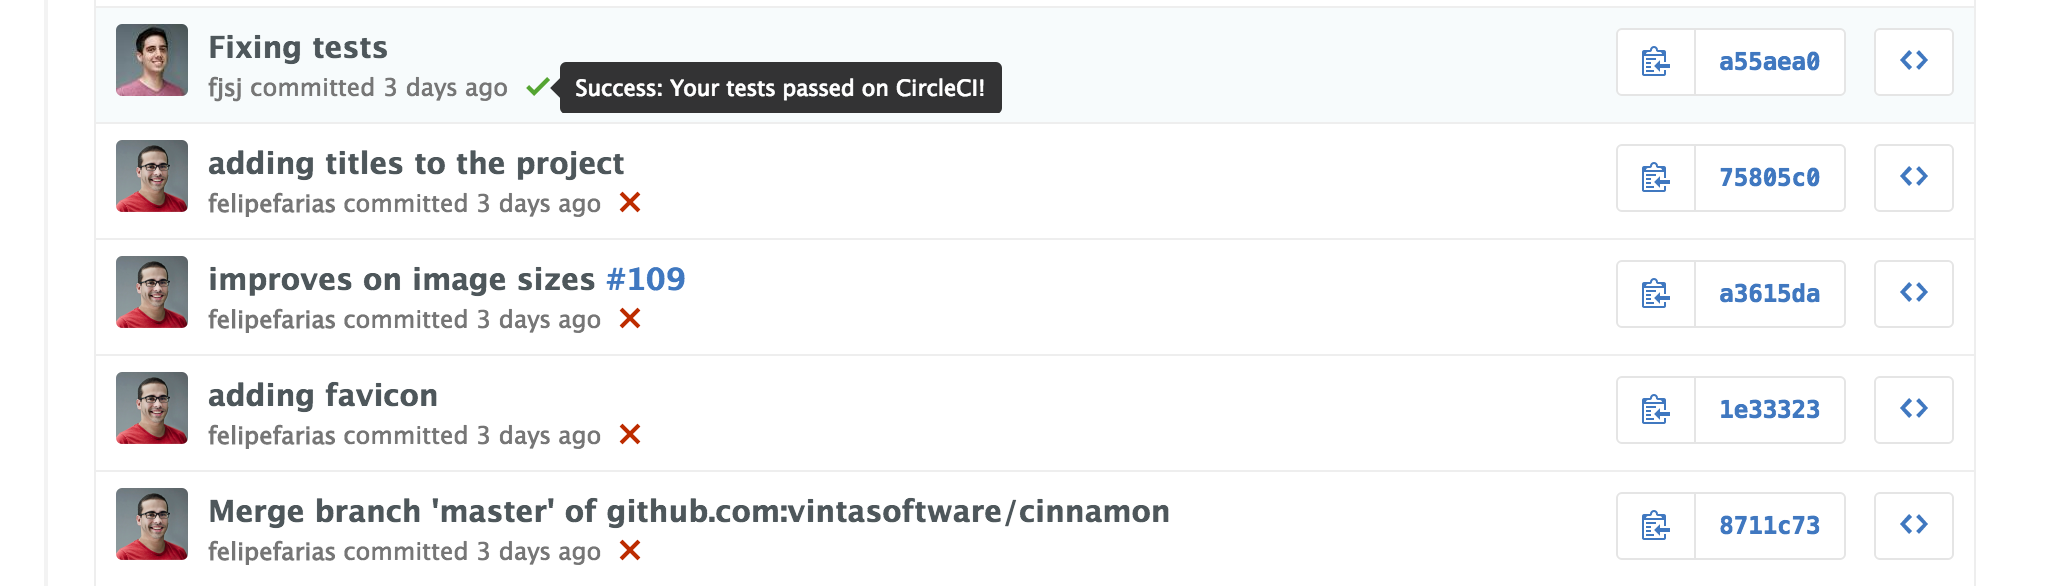 Fixing tests
fjsj committed 3 days ago
Success: Your tests passed on CircleCI!
a55aea0
adding titles to the project
felipefarias committed 3 days ago
75805c0
improves on image sizes #109
felipefarias committed 3 days ago
a3615da
adding favicon
felipefarias committed 3 days ago
1e33323
Merge branch 'master' of github.com:vintasoftware/cinnamon
felipefarias committed 3 days ago
8711c73